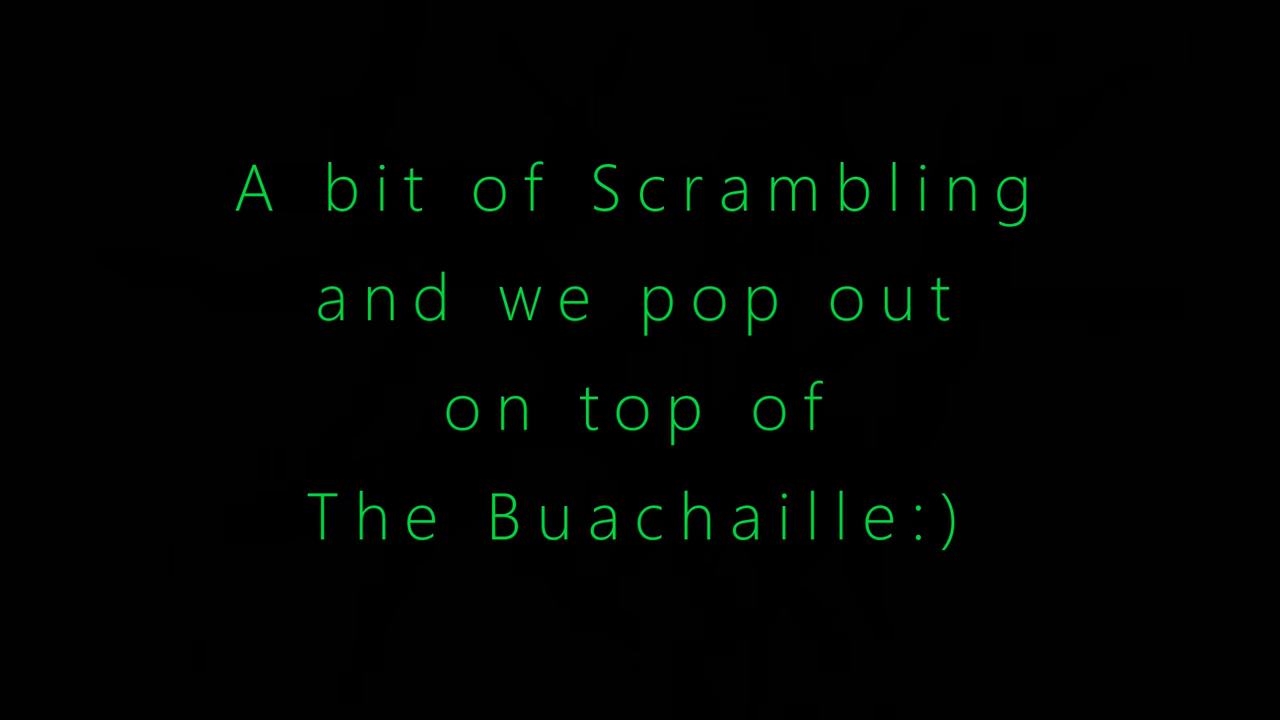 A bit of Scrambling
and we pop out
on top of
The Buachaille:)